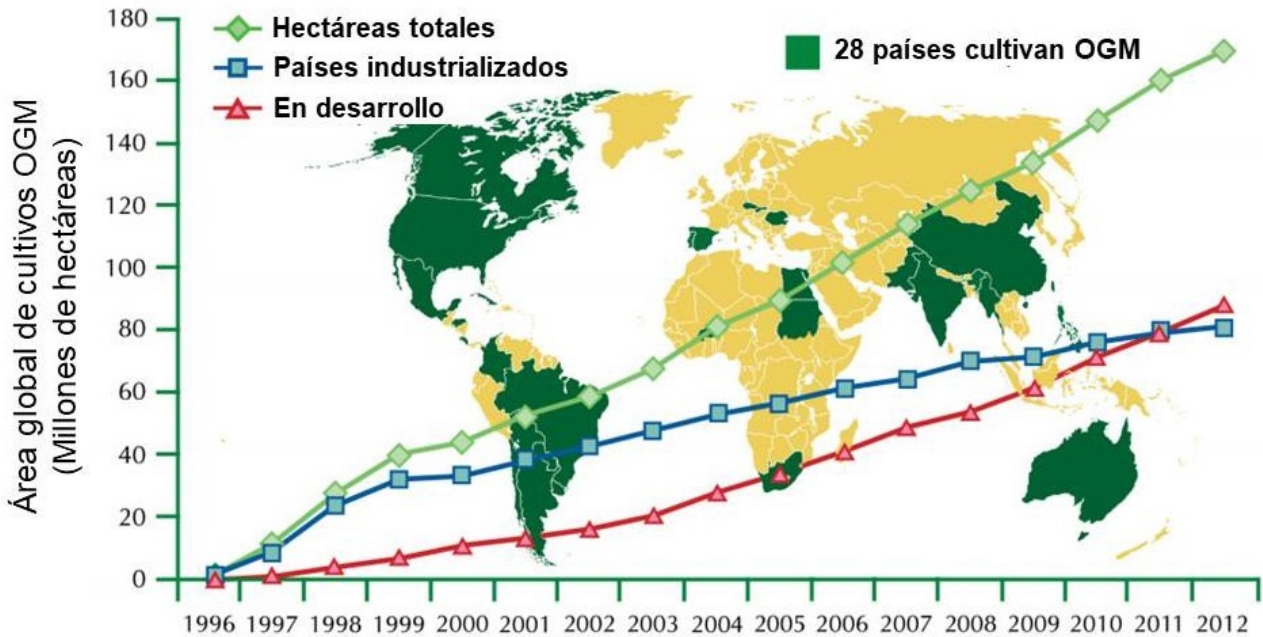 Hectáreas totales
Países industrializados
En desarrollo
28 países cultivan OGM
Área global de cultivos OGM
(Millones de hectáreas)
180
160
140
120
100
80
60
40
20
0
1996 1997 1998 1999 2000 2001 2002 2003 2004 2005 2006 2007 2008 2009 2010 2011 2012